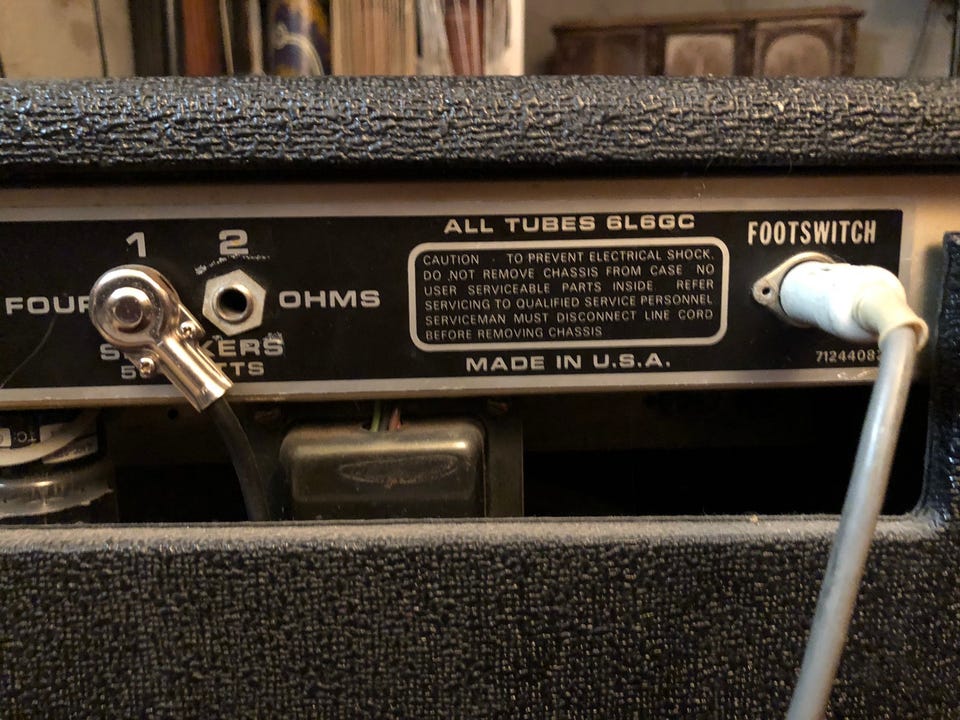 1 2
FOUR OHMS
ALL TUBES 6L6GC
CAUTION - TO PREVENT ELECTRICAL SHOCK.
DO NOT REMOVE CHASSIS FROM CASE NO
USER SERVICEABLE PARTS INSIDE REFER
SERVICING TO QUALIFIED SERVICE PERSONNEL
SERVICEMAN MUST DISCONNECT LINE CORD
BEFORE REMOVING CHASSIS
MADE IN U.S.A.
FOOTSWITCH